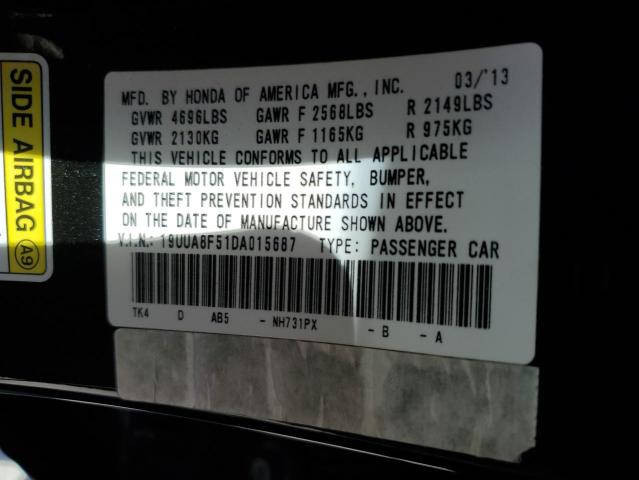 SIDE AIRBAG A9
MFD. BY HONDA OF AMERICA MFG., INC. 03/'13
GVWR 4696LBS GAWR F 2568LBS R 2149LBS
GVWR 2130KG GAWR F 1165KG R 975KG
THIS VEHICLE CONFORMS TO ALL APPLICABLE
FEDERAL MOTOR VEHICLE SAFETY, BUMPER,
AND THEFT PREVENTION STANDARDS IN EFFECT
ON THE DATE OF MANUFACTURE SHOWN ABOVE.
V.I.N.: 19UUA8F51DA015687 TYPE: PASSENGER CAR
TK4 D AB5 - NH731PX - B - A